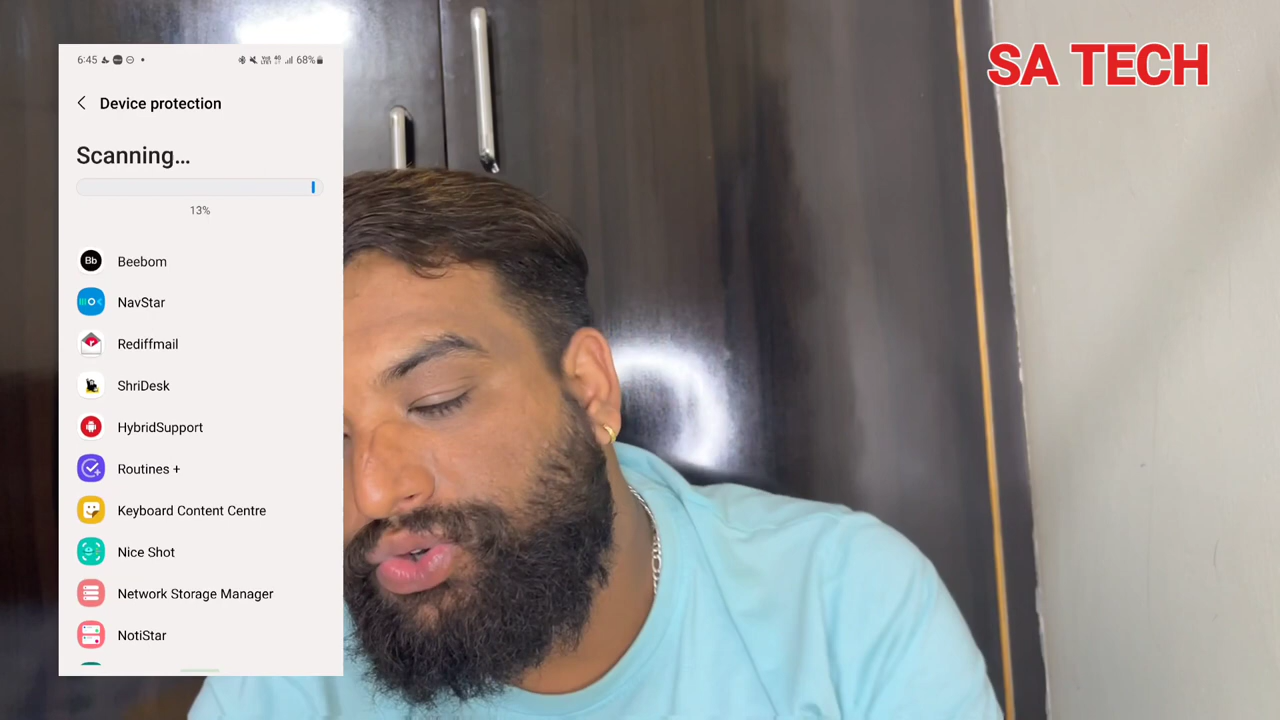 6:45
68%
SA TECH
Device protection
Scanning...
13%
Bb
Beebom
NavStar
Rediffmail
ShriDesk
HybridSupport
Routines +
Keyboard Content Centre
Nice Shot
Network Storage Manager
NotiStar